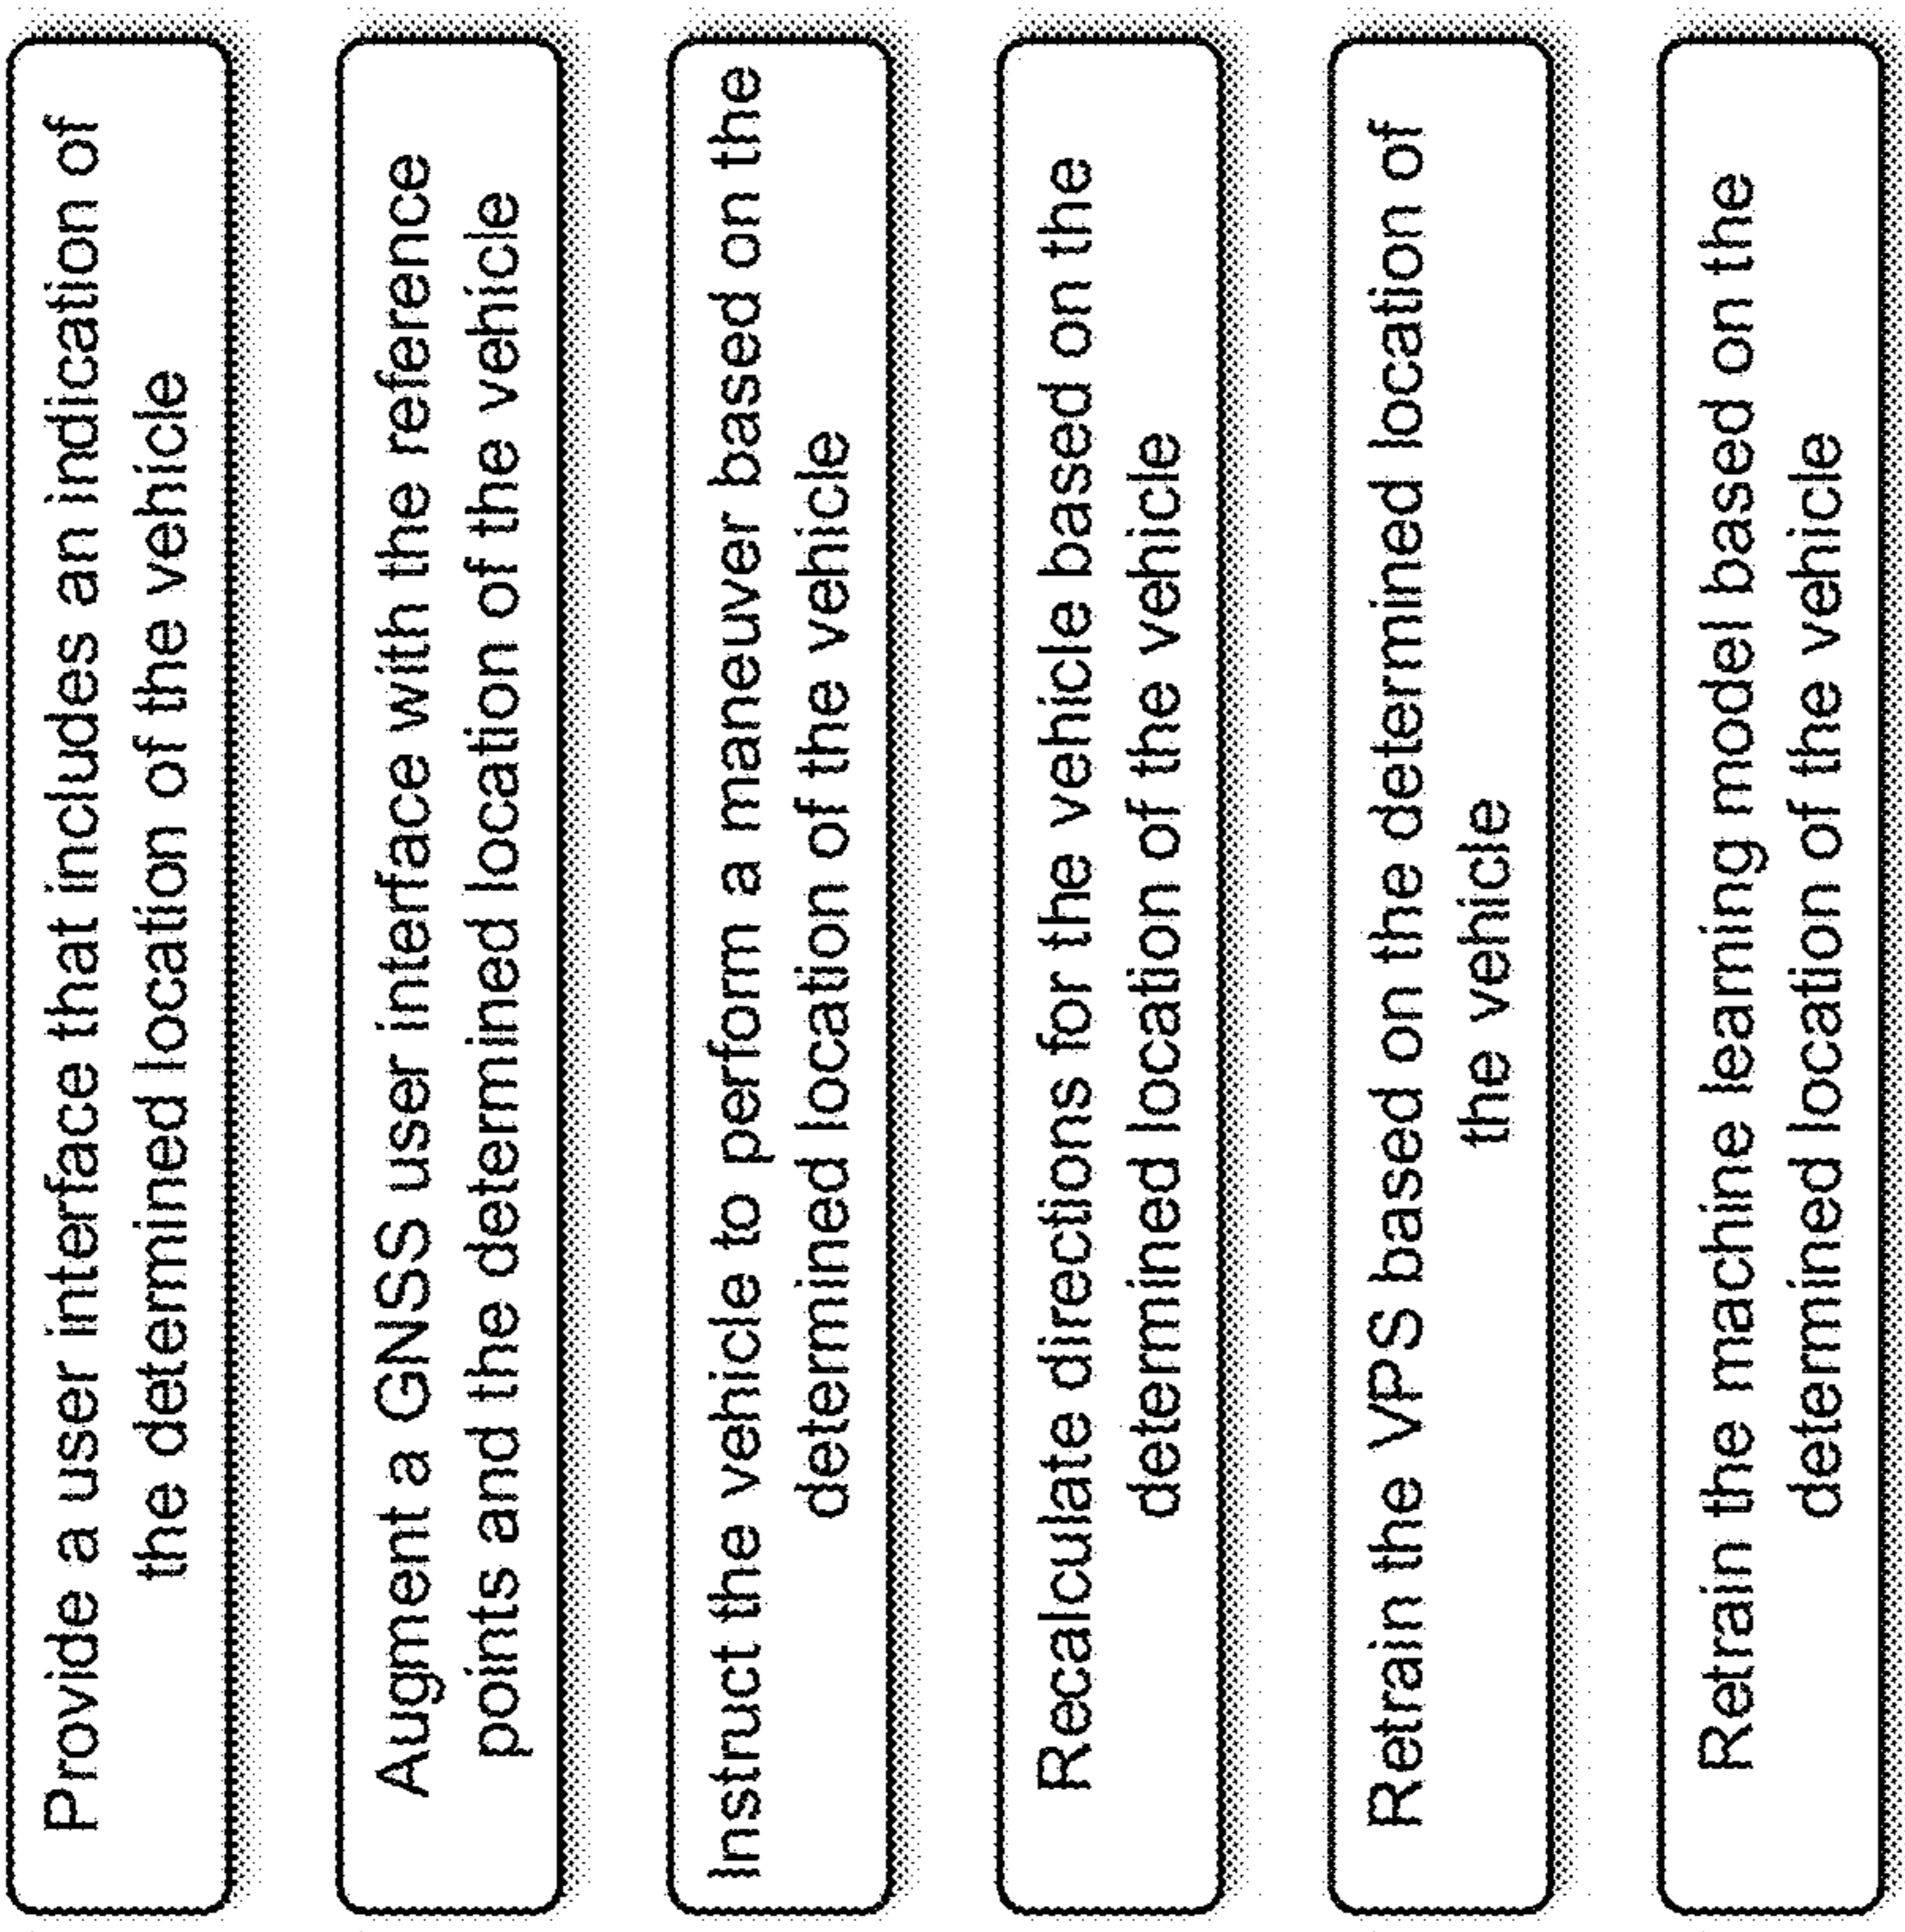 Provide a user interface that includes an indication of
the determined location of the vehicle
Augment a GNSS user interface with the reference
points and the determined location of the vehicle
Instruct the vehicle to perform a maneuver based on the
determined location of the vehicle
Recalculate directions for the vehicle based on the
determined location of the vehicle
Retrain the VPS based on the determined location of
the vehicle
Retrain the machine learning model based on the
determined location of the vehicle